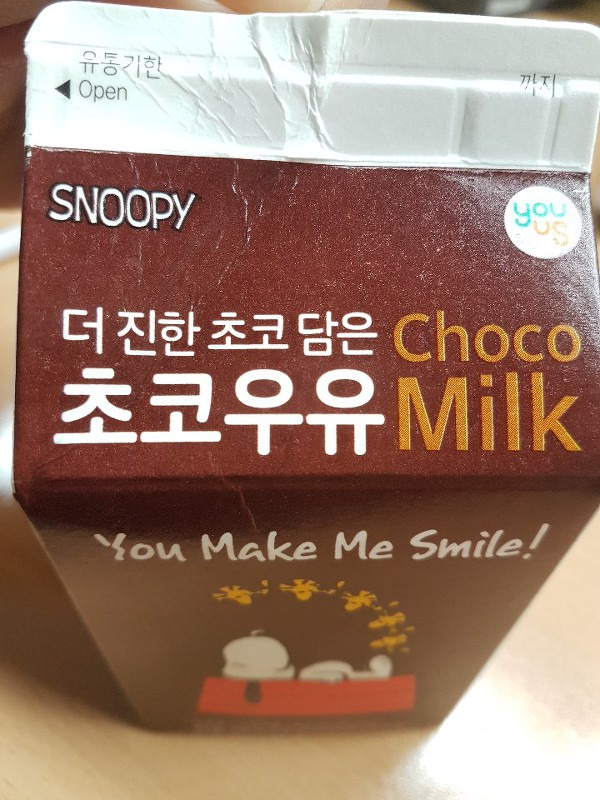 유통기한 까지
◀ Open
SNOOPY
you us
더 진한 초코 담은
초코우유
Choco
Milk
You Make Me Smile!